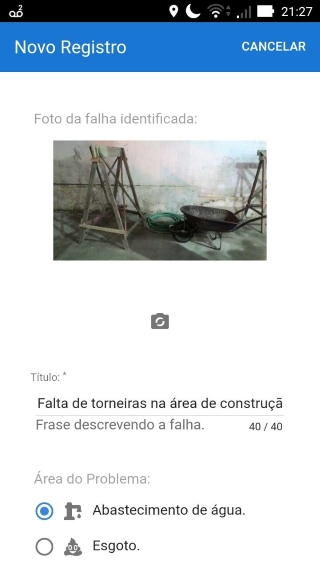 2 21:27
Novo Registro CANCELAR
Foto da falha identificada:
Título: *
Falta de torneiras na área de construçã
Frase descrevendo a falha. 40 / 40
Área do Problema:
Abastecimento de água.
Esgoto.